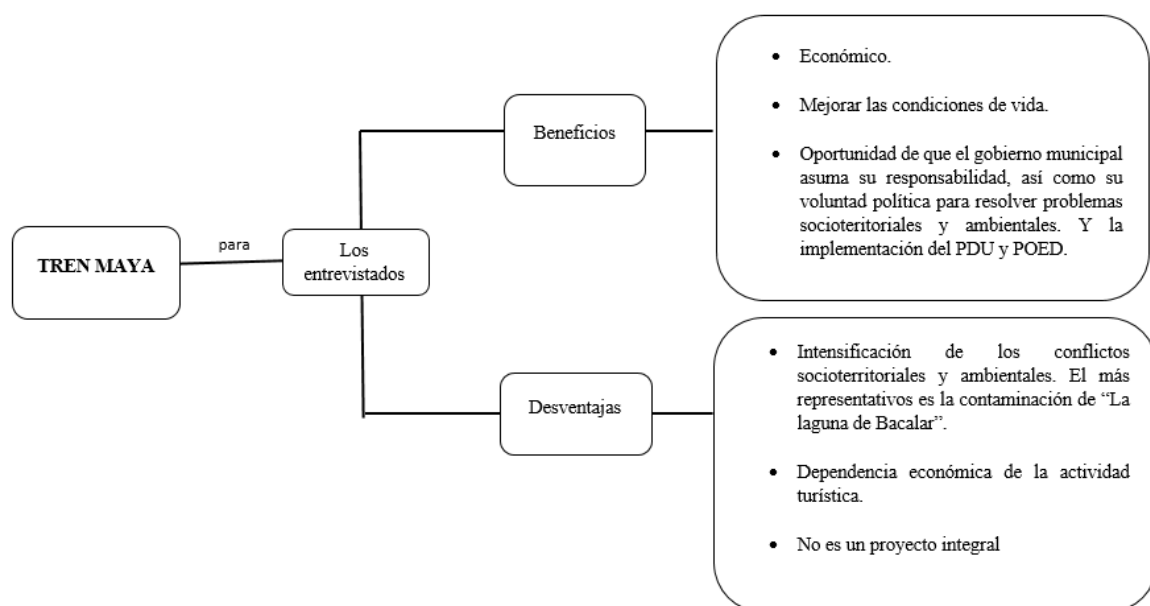 TREN MAYA
para
Los
entrevistados
Beneficios
• Económico.
• Mejorar las condiciones de vida.
• Oportunidad de que el gobierno municipal
asuma su responsabilidad, así como su
voluntad política para resolver problemas
socioterritoriales y ambientales. Y la
implementación del PDU y POED.
Desventajas
• Intensificación de los conflictos
socioterritoriales y ambientales. El más
representativos es la contaminación de “La
laguna de Bacalar”.
• Dependencia económica de la actividad
turística.
• No es un proyecto integral